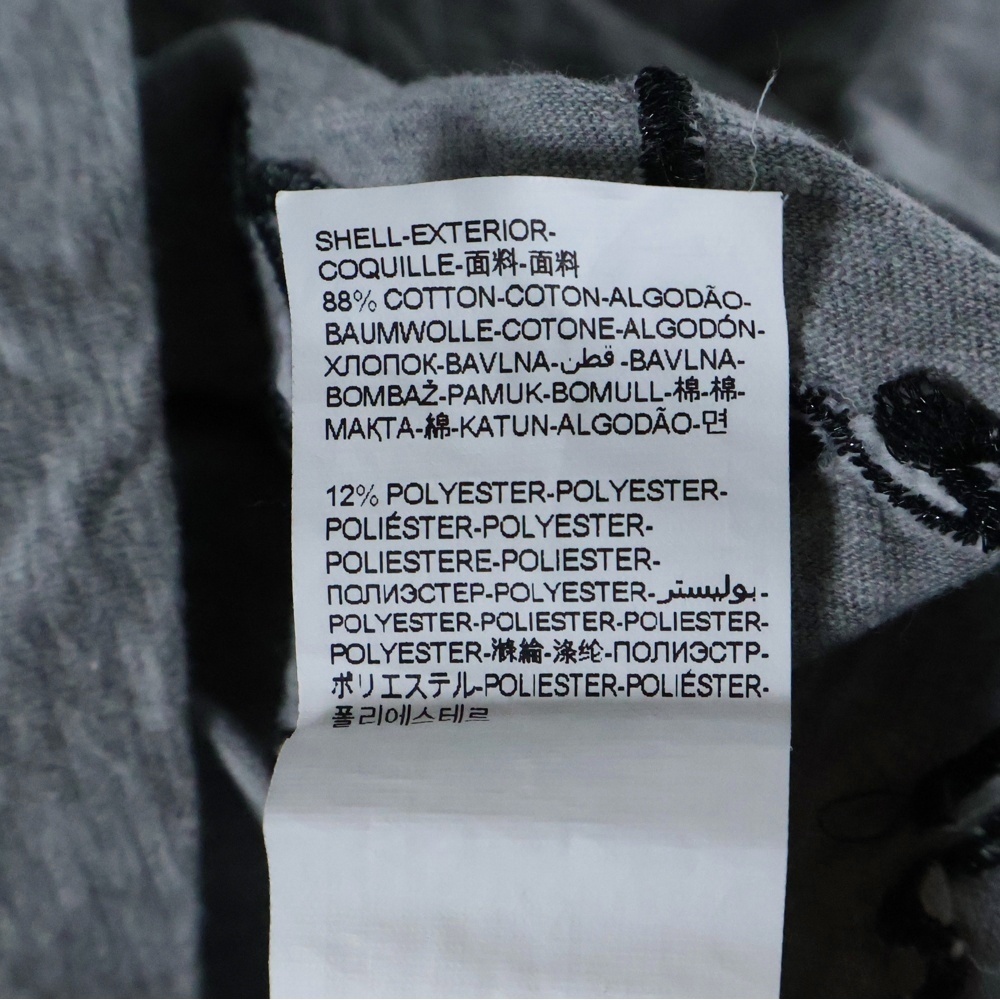 SHELL-EXTERIOR-
COQUILLE-面料-面料
88% COTTON-COTON-ALGODÃO-
BAUMWOLLE-COTONE-ALGODÓN-
ХЛОПОК-BAVLNA-قطن-BAVLNA-
BOMBAŽ-PAMUK-BOMULL-棉-棉-
МАҚТА-綿-KATUN-ALGODÃO-면
12% POLYESTER-POLYESTER-
POLIÉSTER-POLYESTER-
POLIESTERE-POLIESTER-
ПОЛИЭСТЕР-POLYESTER-بوليستر-
POLYESTER-POLIESTER-POLIESTER-
POLYESTER-滌綸-涤纶-ПОЛИЭСТР-
ポリエステル-POLIESTER-POLIÉSTER-
폴리에스테르